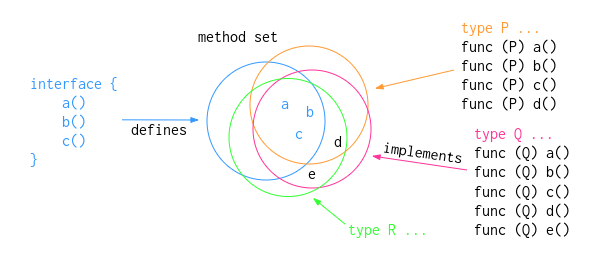 method set
interface {
a()
b()
c()
}
defines
a
b
c
d
e
type P ...
func (P) a()
func (P) b()
func (P) c()
func (P) d()
implements
type Q ...
func (Q) a()
func (Q) b()
func (Q) c()
func (Q) d()
func (Q) e()
type R ...